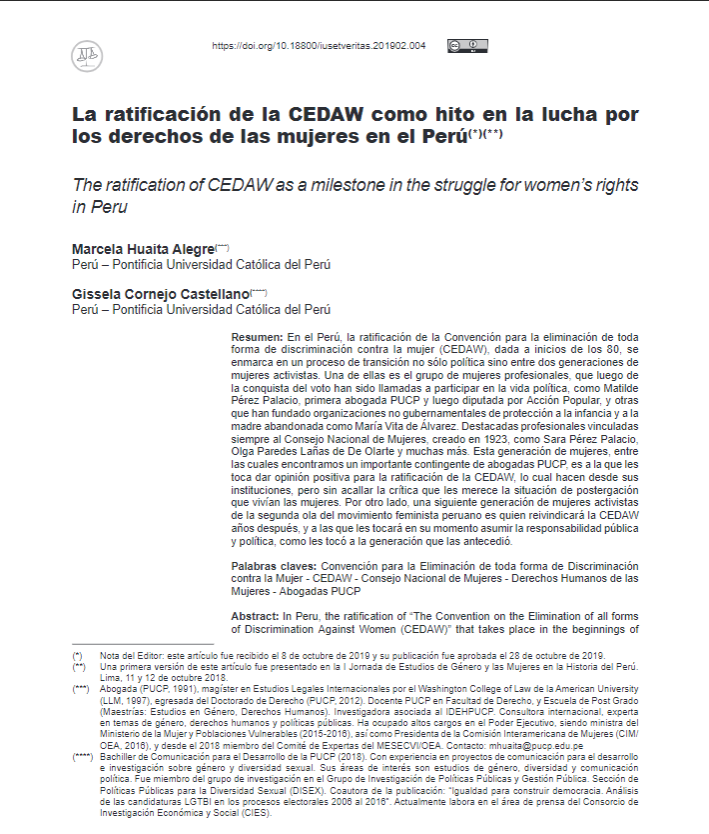 https://doi.org/10.18800/iusetveritas.201902.004
La ratificación de la CEDAW como hito en la lucha por
los derechos de las mujeres en el Perú(*)(**)
The ratification of CEDAW as a milestone in the struggle for women's rights
in Peru
Marcela Huaita Alegre(***)
Perú – Pontificia Universidad Católica del Perú
Gissela Cornejo Castellano(****)
Perú – Pontificia Universidad Católica del Perú
Resumen: En el Perú, la ratificación de la Convención para la eliminación de toda
forma de discriminación contra la mujer (CEDAW), dada a inicios de los 80, se
enmarca en un proceso de transición no sólo política sino entre dos generaciones de
mujeres activistas. Una de ellas es el grupo de mujeres profesionales, que luego de
la conquista del voto han sido llamadas a participar en la vida política, como Matilde
Pérez Palacio, primera abogada PUCP y luego diputada por Acción Popular, y otras
que han fundado organizaciones no gubernamentales de protección a la infancia y a la
madre abandonada como María Vita de Álvarez. Destacadas profesionales vinculadas
siempre al Consejo Nacional de Mujeres, creado en 1923, como Sara Pérez Palacio,
Olga Paredes Lañas de De Olarte y muchas más. Esta generación de mujeres, entre
las cuales encontramos un importante contingente de abogadas PUCP, es a la que les
toca dar opinión positiva para la ratificación de la CEDAW, lo cual hacen desde sus
instituciones, pero sin acallar la crítica que les merece la situación de postergación
que vivían las mujeres. Por otro lado, una siguiente generación de mujeres activistas
de la segunda ola del movimiento feminista peruano es quien reivindicará la CEDAW
años después, y a las que les tocará en su momento asumir la responsabilidad pública
y política, como les tocó a la generación que las antecedió.
Palabras claves: Convención para la Eliminación de toda forma de Discriminación
contra la Mujer - CEDAW - Consejo Nacional de Mujeres - Derechos Humanos de las
Mujeres - Abogadas PUCP
Abstract: In Peru, the ratification of “The Convention on the Elimination of all forms
of Discrimination Against Women (CEDAW)” that takes place in the beginnings of
(*) Nota del Editor: este artículo fue recibido el 8 de octubre de 2019 y su publicación fue aprobada el 28 de octubre de 2019.
(**) Una primera versión de este artículo fue presentado en la I Jornada de Estudios de Género y las Mujeres en la Historia del Perú.
Lima, 11 y 12 de octubre 2018.
(***) Abogada (PUCP, 1991), magíster en Estudios Legales Internacionales por el Washington College of Law de la American University
(LLM, 1997), egresada del Doctorado de Derecho (PUCP, 2012). Docente PUCP en Facultad de Derecho, y Escuela de Post Grado
(Maestrías: Estudios en Género, Derechos Humanos). Investigadora asociada al IDEHPUCP. Consultora internacional, experta
en temas de género, derechos humanos y políticas públicas. Ha ocupado altos cargos en el Poder Ejecutivo, siendo ministra del
Ministerio de la Mujer y Poblaciones Vulnerables (2015-2016), así como Presidenta de la Comisión Interamericana de Mujeres (CIM/
OEA, 2016), y desde el 2018 miembro del Comité de Expertas del MESECVI/OEA. Contacto: mhuaita@pucp.edu.pe
(****) Bachiller de Comunicación para el Desarrollo de la PUCP (2018). Con experiencia en proyectos de comunicación para el desarrollo
e investigación sobre género y diversidad sexual. Sus áreas de interés son estudios de género, diversidad y comunicación
política. Fue miembro del grupo de investigación en el Grupo de Investigación de Políticas Públicas y Gestión Pública. Sección de
Políticas Públicas para la Diversidad Sexual (DISEX). Coautora de la publicación: “Igualdad para construir democracia. Análisis
de las candidaturas LGTBI en los procesos electorales 2006 al 2016”. Actualmente labora en el área de prensa del Consorcio de
Investigación Económica y Social (CIES).